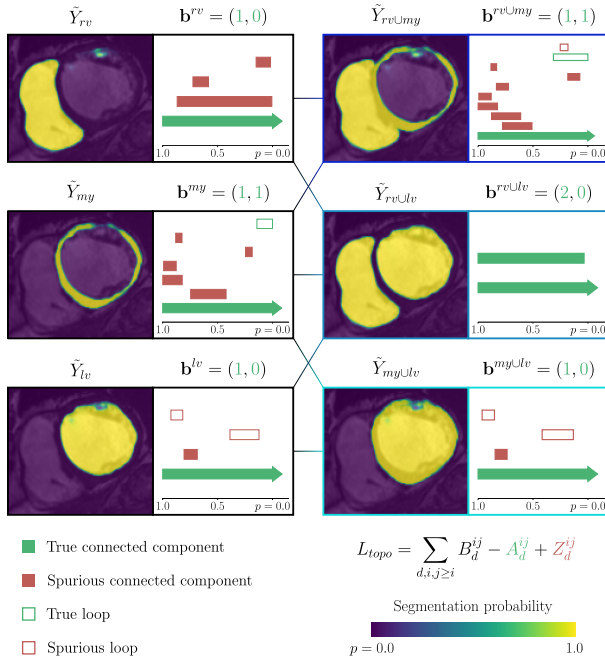 Ỹ_rv b^rv = (1, 0) Ỹ_rv∪my b^rv∪my = (1, 1)
1.0 0.5 p = 0.0 1.0 0.5 p = 0.0
Ỹ_my b^my = (1, 1) Ỹ_rv∪lv b^rv∪lv = (2, 0)
1.0 0.5 p = 0.0 1.0 0.5 p = 0.0
Ỹ_lv b^lv = (1, 0) Ỹ_my∪lv b^my∪lv = (1, 0)
1.0 0.5 p = 0.0 1.0 0.5 p = 0.0
True connected component
Spurious connected component
True loop
Spurious loop
L_topo = ∑_{d,i,j≥i} B_d^ij − A_d^ij + Z_d^ij
Segmentation probability
p = 0.0 1.0